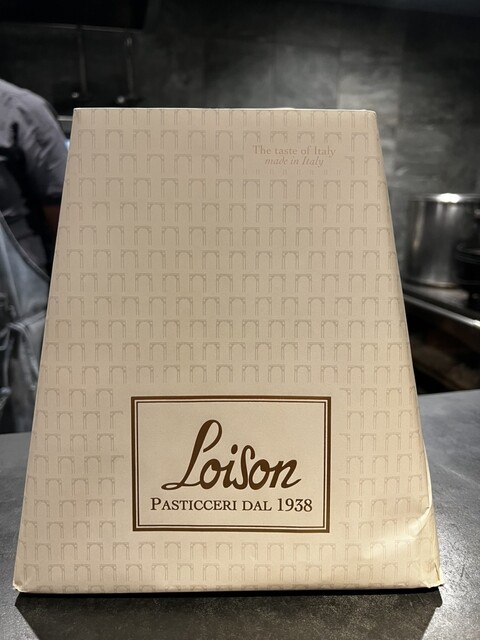 The taste of Italy
made in Italy
Loison
PASTICCERI DAL 1938